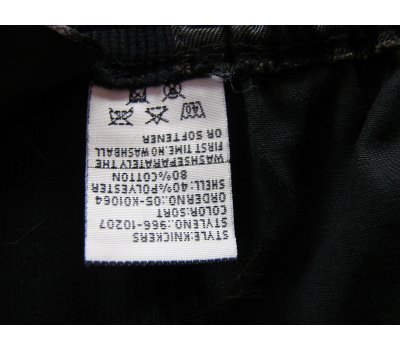 STYLE:KNICKERS
STYLENO:966-10207
COLOR:SORT
ORDERNO:05-K01064
SHELL:40%POLYESTER
80%COTTON
WASHSEPARATELY THE
FIRST TIME.NO WASHBALL
OR SOFTENER
40